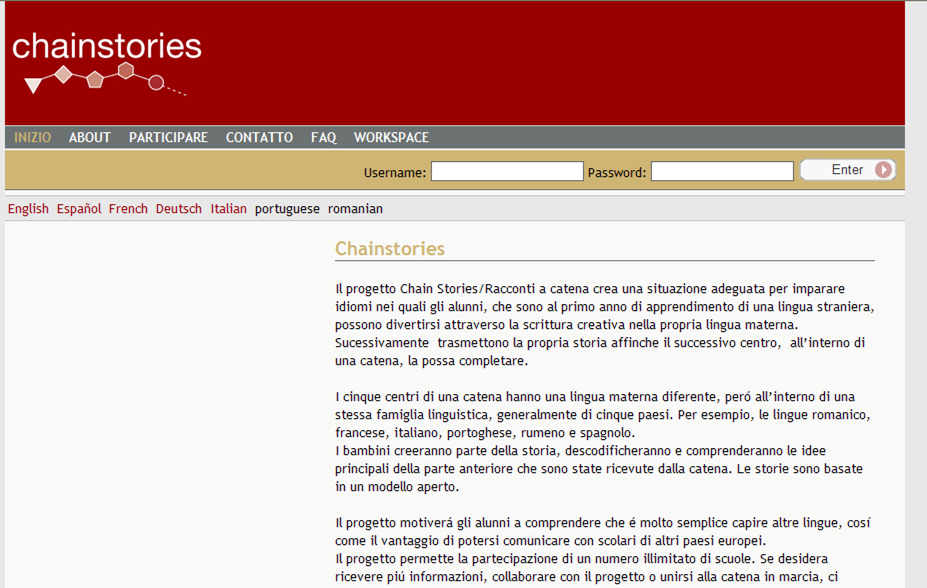 chainstories
INIZIO ABOUT PARTICIPARE CONTATTO FAQ WORKSPACE
Username: Password: Enter
English Español French Deutsch Italian portuguese romanian
Chainstories
Il progetto Chain Stories/Racconti a catena crea una situazione adeguata per imparare
idiomi nei quali gli alunni, che sono al primo anno di apprendimento di una lingua straniera,
possono divertirsi attraverso la scrittura creativa nella propria lingua materna.
Sucessivamente trasmettono la propria storia affinche il successivo centro, all'interno di
una catena, la possa completare.
I cinque centri di una catena hanno una lingua materna diferente, peró all'interno di una
stessa famiglia linguistica, generalmente di cinque paesi. Per esempio, le lingue romanico,
francese, italiano, portoghese, rumeno e spagnolo.
I bambini creeranno parte della storia, descodificheranno e comprenderanno le idee
principali della parte anteriore che sono state ricevute dalla catena. Le storie sono basate
in un modello aperto.
Il progetto motiverá gli alunni a comprendere che é molto semplice capire altre lingue, cosí
come il vantaggio di potersi comunicare con scolari di altri paesi europei.
Il progetto permette la partecipazione di un numero illimitato di scuole. Se desidera
ricevere piú informazioni, collaborare con il progetto o unirsi alla catena in marcia, ci